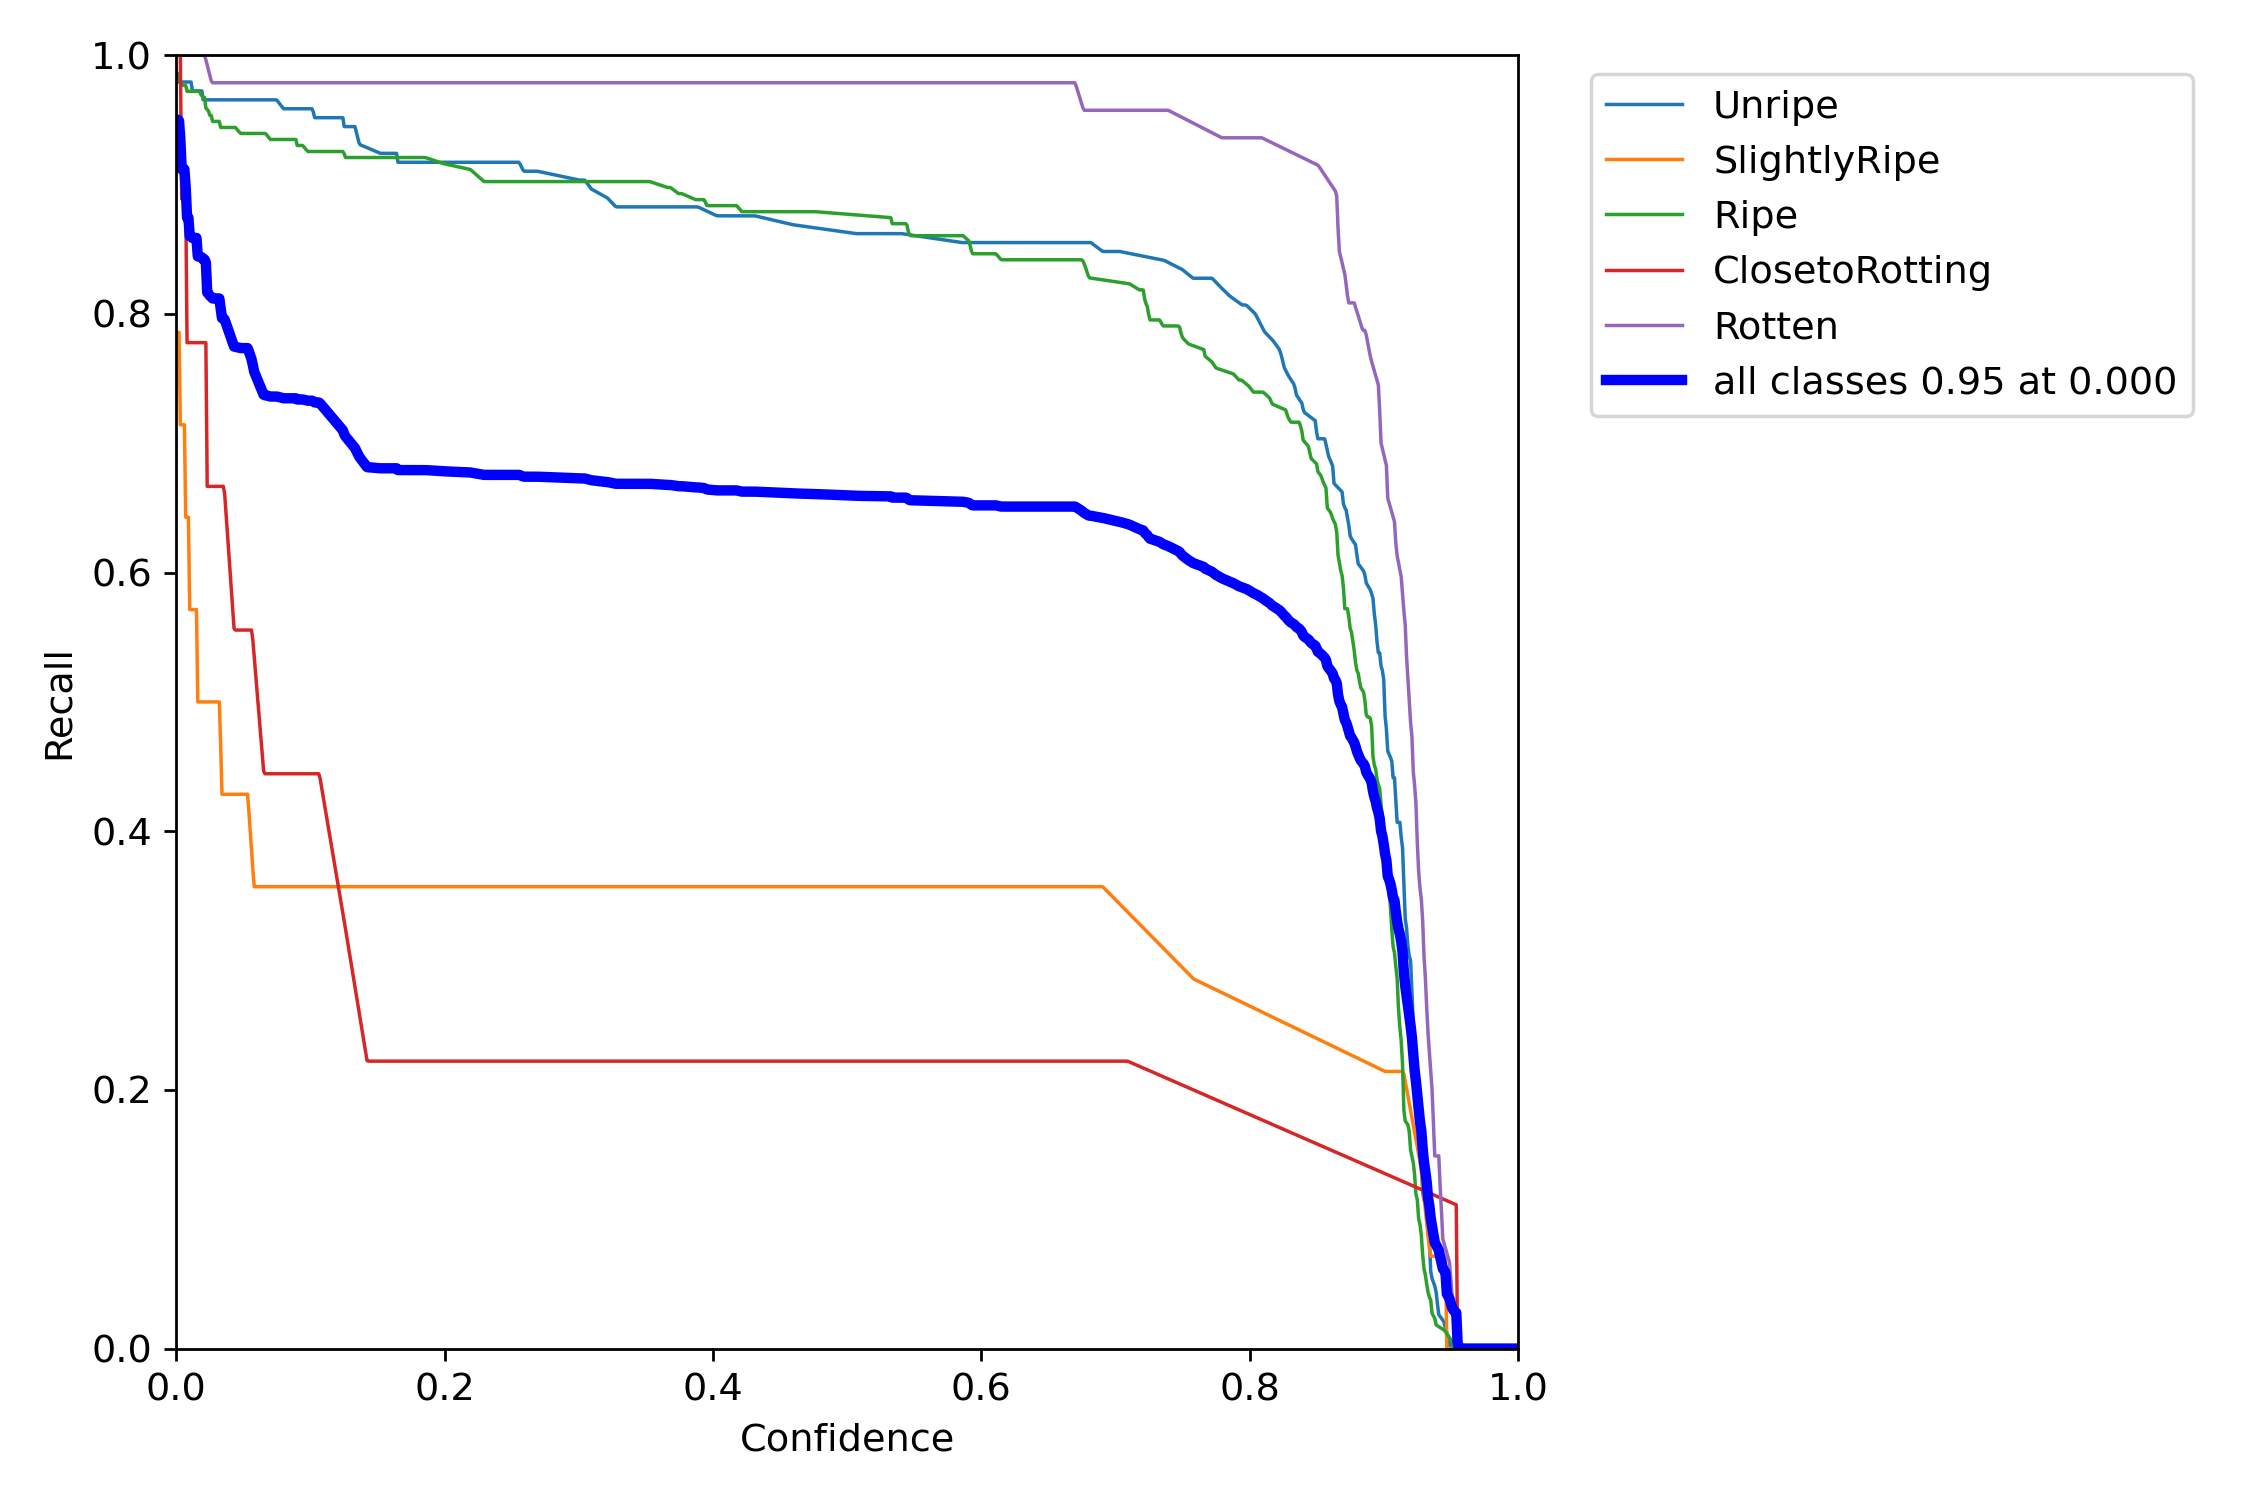 1.0
0.8
0.6
0.4
0.2
0.0
Recall
0.0 0.2 0.4 0.6 0.8 1.0
Confidence
Unripe
SlightlyRipe
Ripe
ClosetoRotting
Rotten
all classes 0.95 at 0.000